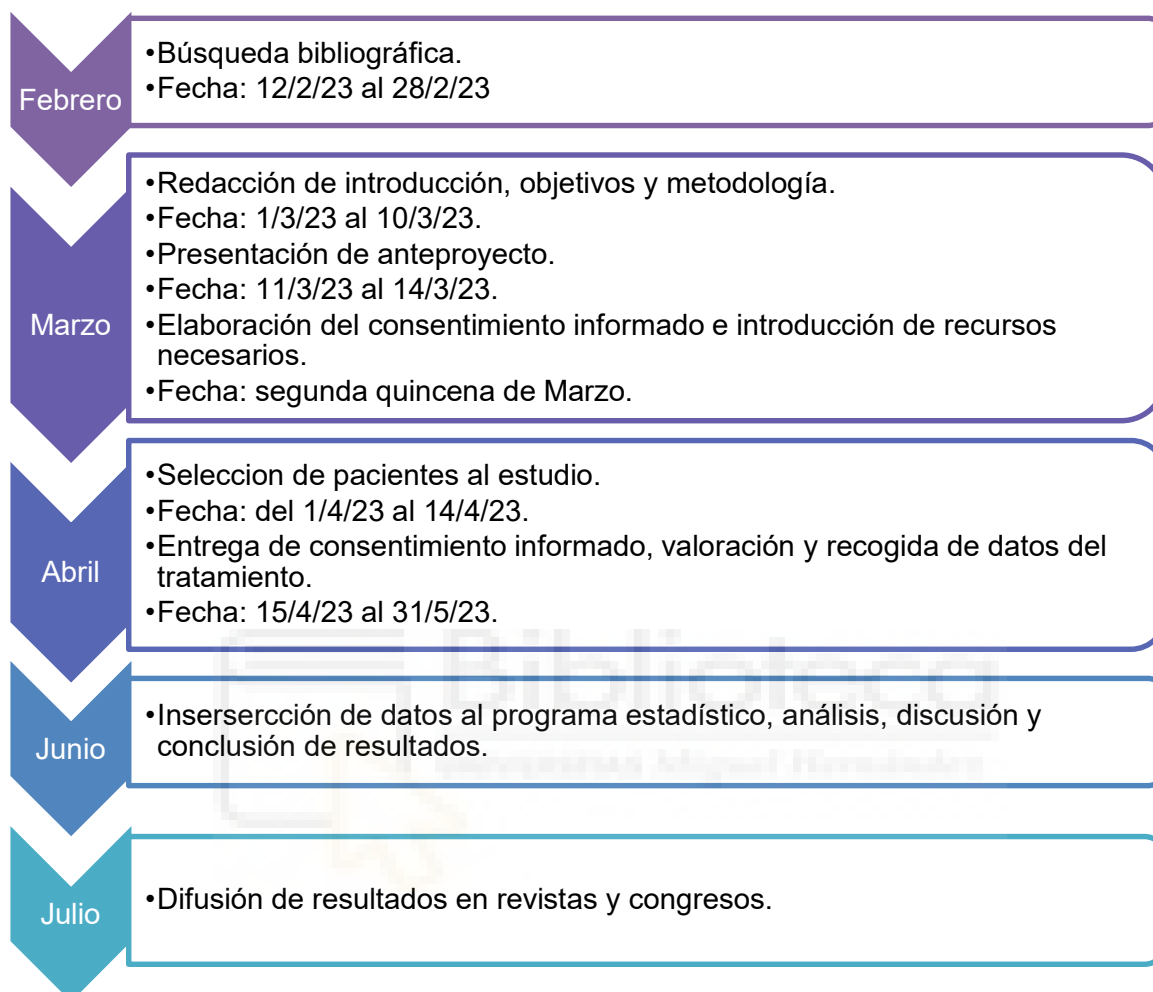 Febrero
•Búsqueda bibliográfica.
•Fecha: 12/2/23 al 28/2/23
Marzo
•Redacción de introducción, objetivos y metodología.
•Fecha: 1/3/23 al 10/3/23.
•Presentación de anteproyecto.
•Fecha: 11/3/23 al 14/3/23.
•Elaboración del consentimiento informado e introducción de recursos
necesarios.
•Fecha: segunda quincena de Marzo.
Abril
•Seleccion de pacientes al estudio.
•Fecha: del 1/4/23 al 14/4/23.
•Entrega de consentimiento informado, valoración y recogida de datos del
tratamiento.
•Fecha: 15/4/23 al 31/5/23.
Biblioteca
Junio
•Insersercción de datos al programa estadístico, análisis, discusión y
conclusión de resultados.
Julio
•Difusión de resultados en revistas y congresos.